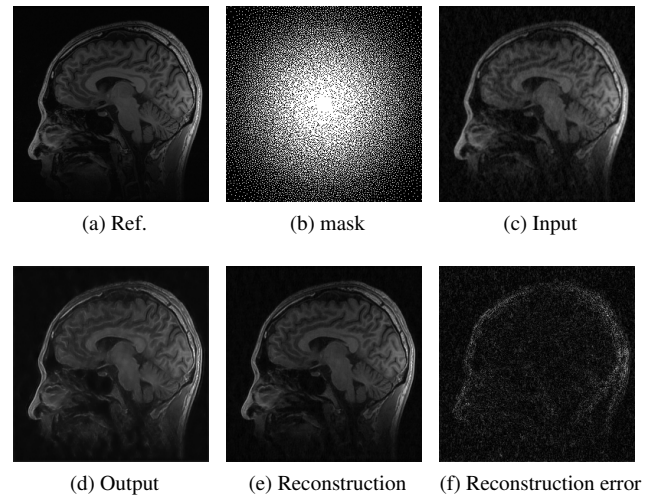 (a) Ref.
(b) mask
(c) Input
(d) Output
(e) Reconstruction
(f) Reconstruction error